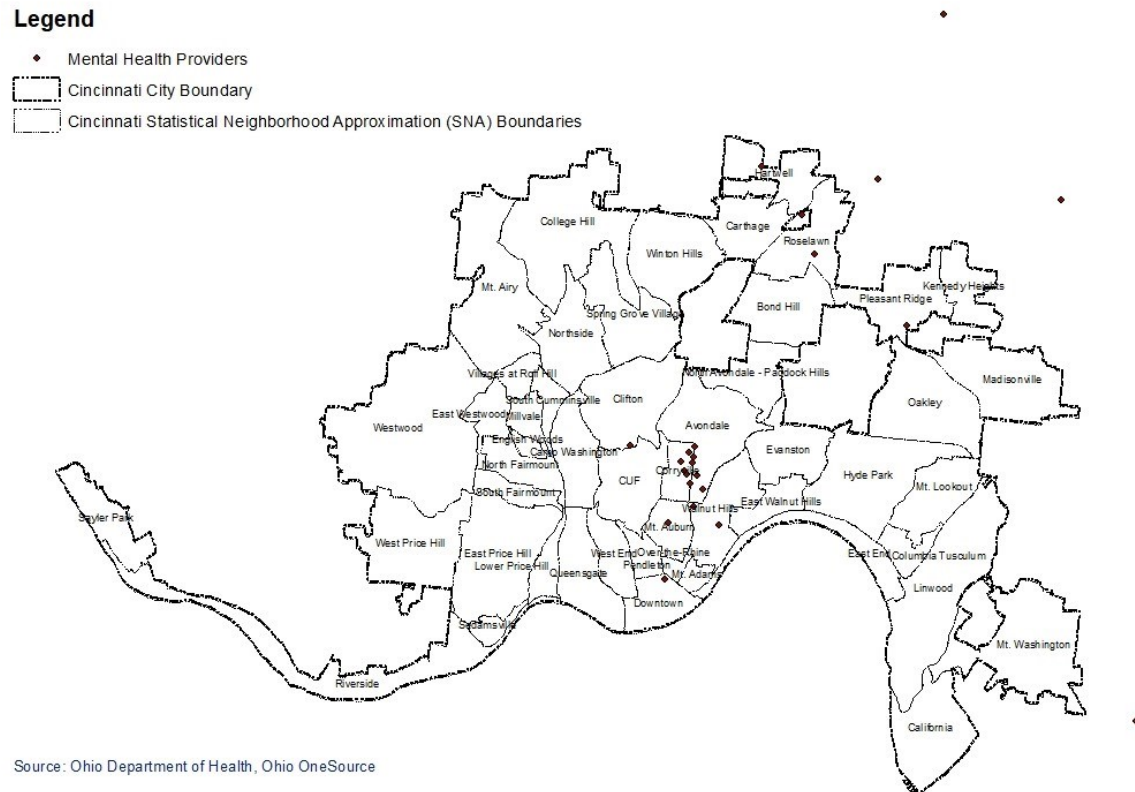 Legend
Mental Health Providers
Cincinnati City Boundary
Cincinnati Statistical Neighborhood Approximation (SNA) Boundaries
Hartwell
College Hill
Carthage
Roselawn
Winton Hills
Mt. Airy
Kennedy Heights
Pleasant Ridge
Bond Hill
Spring Grove Village
Northside
Villages at Roll Hill
North Avondale - Paddock Hills
Madisonville
South Cumminsville
Clifton
Oakley
East Westwood
Millvale
Westwood
Avondale
English Woods
Camp Washington
Evanston
North Fairmount
Corryville
Hyde Park
Mt. Lookout
CUF
South Fairmount
East Walnut Hills
Walnut Hills
Sayler Park
Mt. Auburn
West Price Hill
East Price Hill
West End
Over-the-Rhine
East End
Columbia Tusculum
Lower Price Hill
Pendleton
Queensgate
Mt. Adams
Linwood
Downtown
Sedamsville
Mt. Washington
Riverside
California
Source: Ohio Department of Health, Ohio OneSource